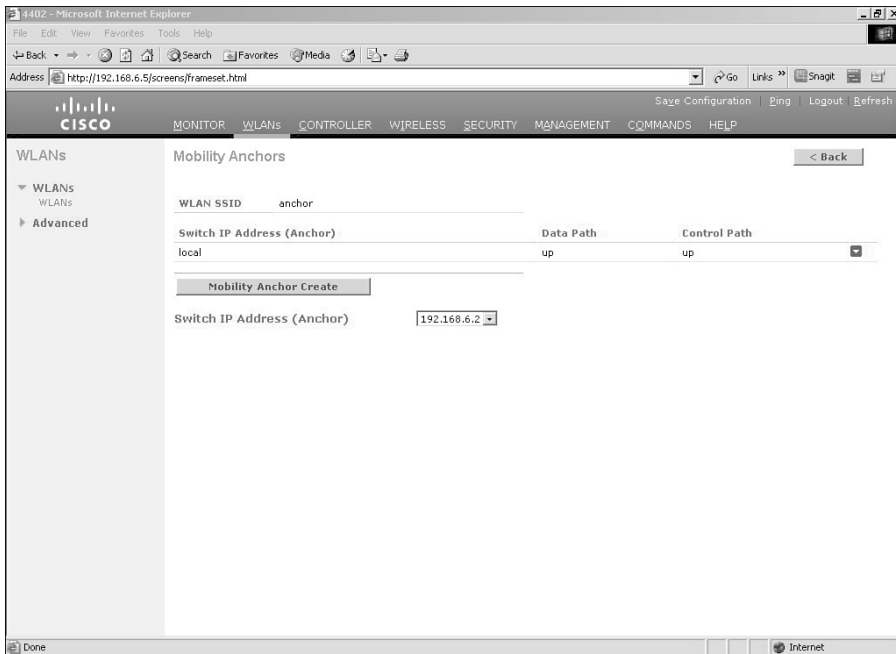 4402 - Microsoft Internet Explorer
File Edit View Favorites Tools Help
Back Search Favorites Media
Address http://192.168.6.5/screens/frameset.html Go Links » SnagIt
Save Configuration | Ping | Logout | Refresh
CISCO
MONITOR WLANs CONTROLLER WIRELESS SECURITY MANAGEMENT COMMANDS HELP
WLANs
WLANs
WLANs
Advanced
Mobility Anchors
< Back
WLAN SSID anchor
Switch IP Address (Anchor) Data Path Control Path
local up up
Mobility Anchor Create
Switch IP Address (Anchor) 192.168.6.2
Done Internet